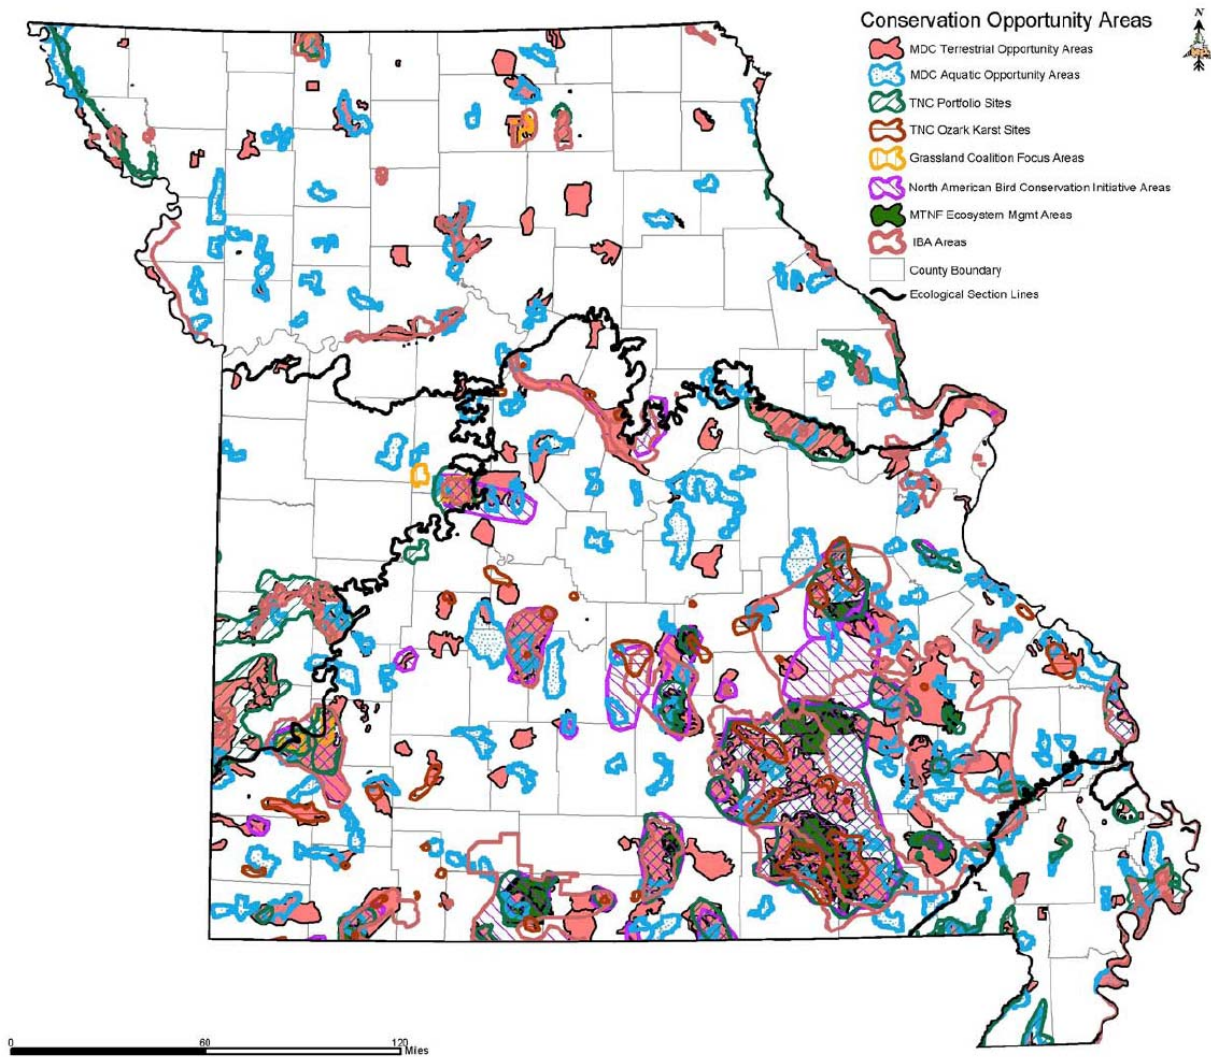 Conservation Opportunity Areas
N
MDC Terrestrial Opportunity Areas
MDC Aquatic Opportunity Areas
TNC Portfolio Sites
TNC Ozark Karst Sites
Grassland Coalition Focus Areas
North American Bird Conservation Initiative Areas
MTNF Ecosystem Mgmt Areas
IBA Areas
County Boundary
Ecological Section Lines
0 60 120
Miles